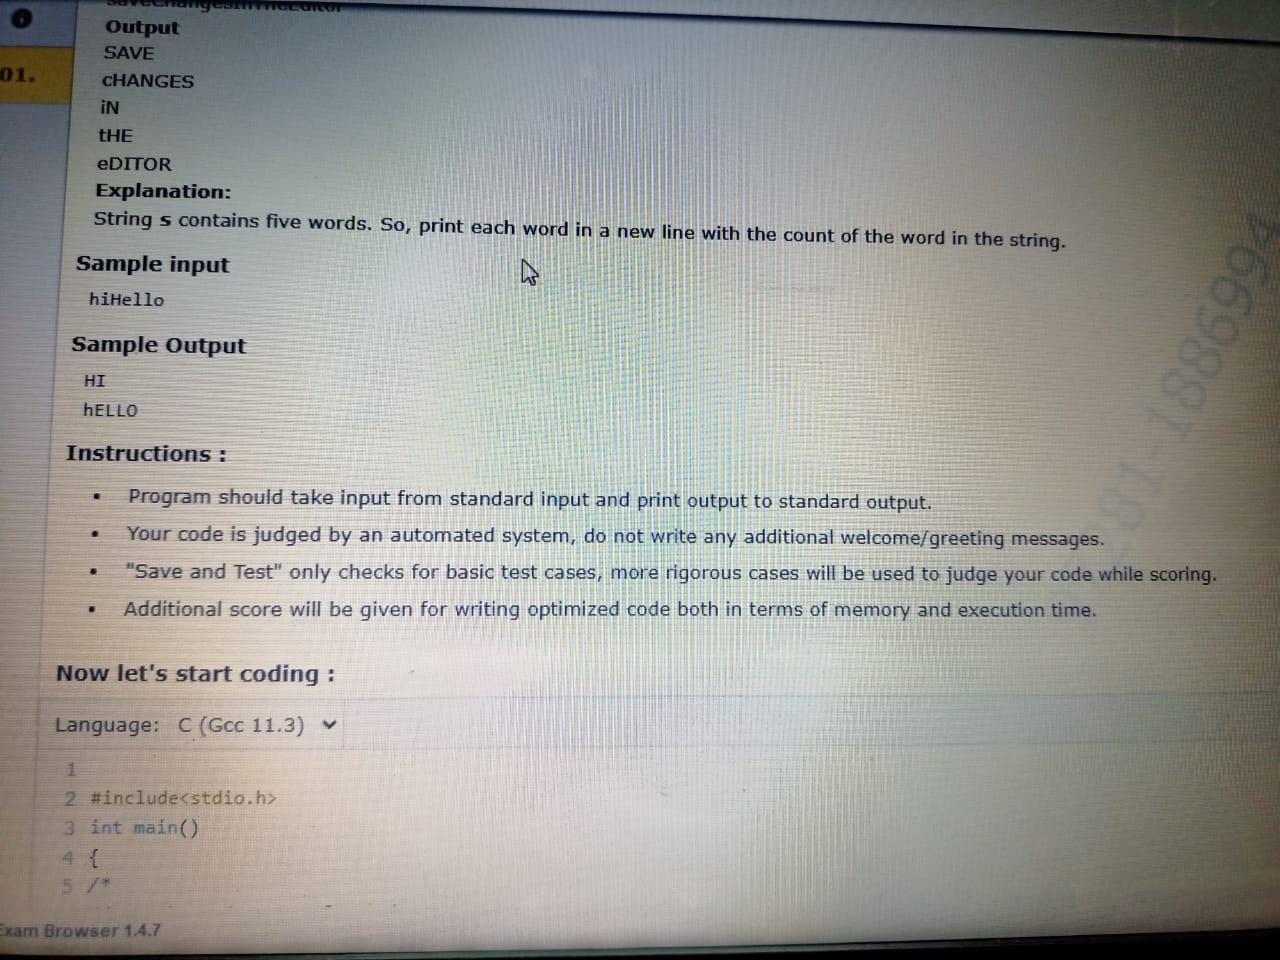 saveChangesInTheEditor
Output
SAVE
cHANGES
iN
tHE
eDITOR
Explanation:
String s contains five words. So, print each word in a new line with the count of the word in the string.
Sample input
hiHello
Sample Output
HI
hELLO
Instructions :
• Program should take input from standard input and print output to standard output.
• Your code is judged by an automated system, do not write any additional welcome/greeting messages.
• "Save and Test" only checks for basic test cases, more rigorous cases will be used to judge your code while scoring.
• Additional score will be given for writing optimized code both in terms of memory and execution time.
Now let's start coding :
Language: C (Gcc 11.3)
1
2 #include<stdio.h>
3 int main()
4 {
5 /*
Exam Browser 1.4.7
01.
281-1886994